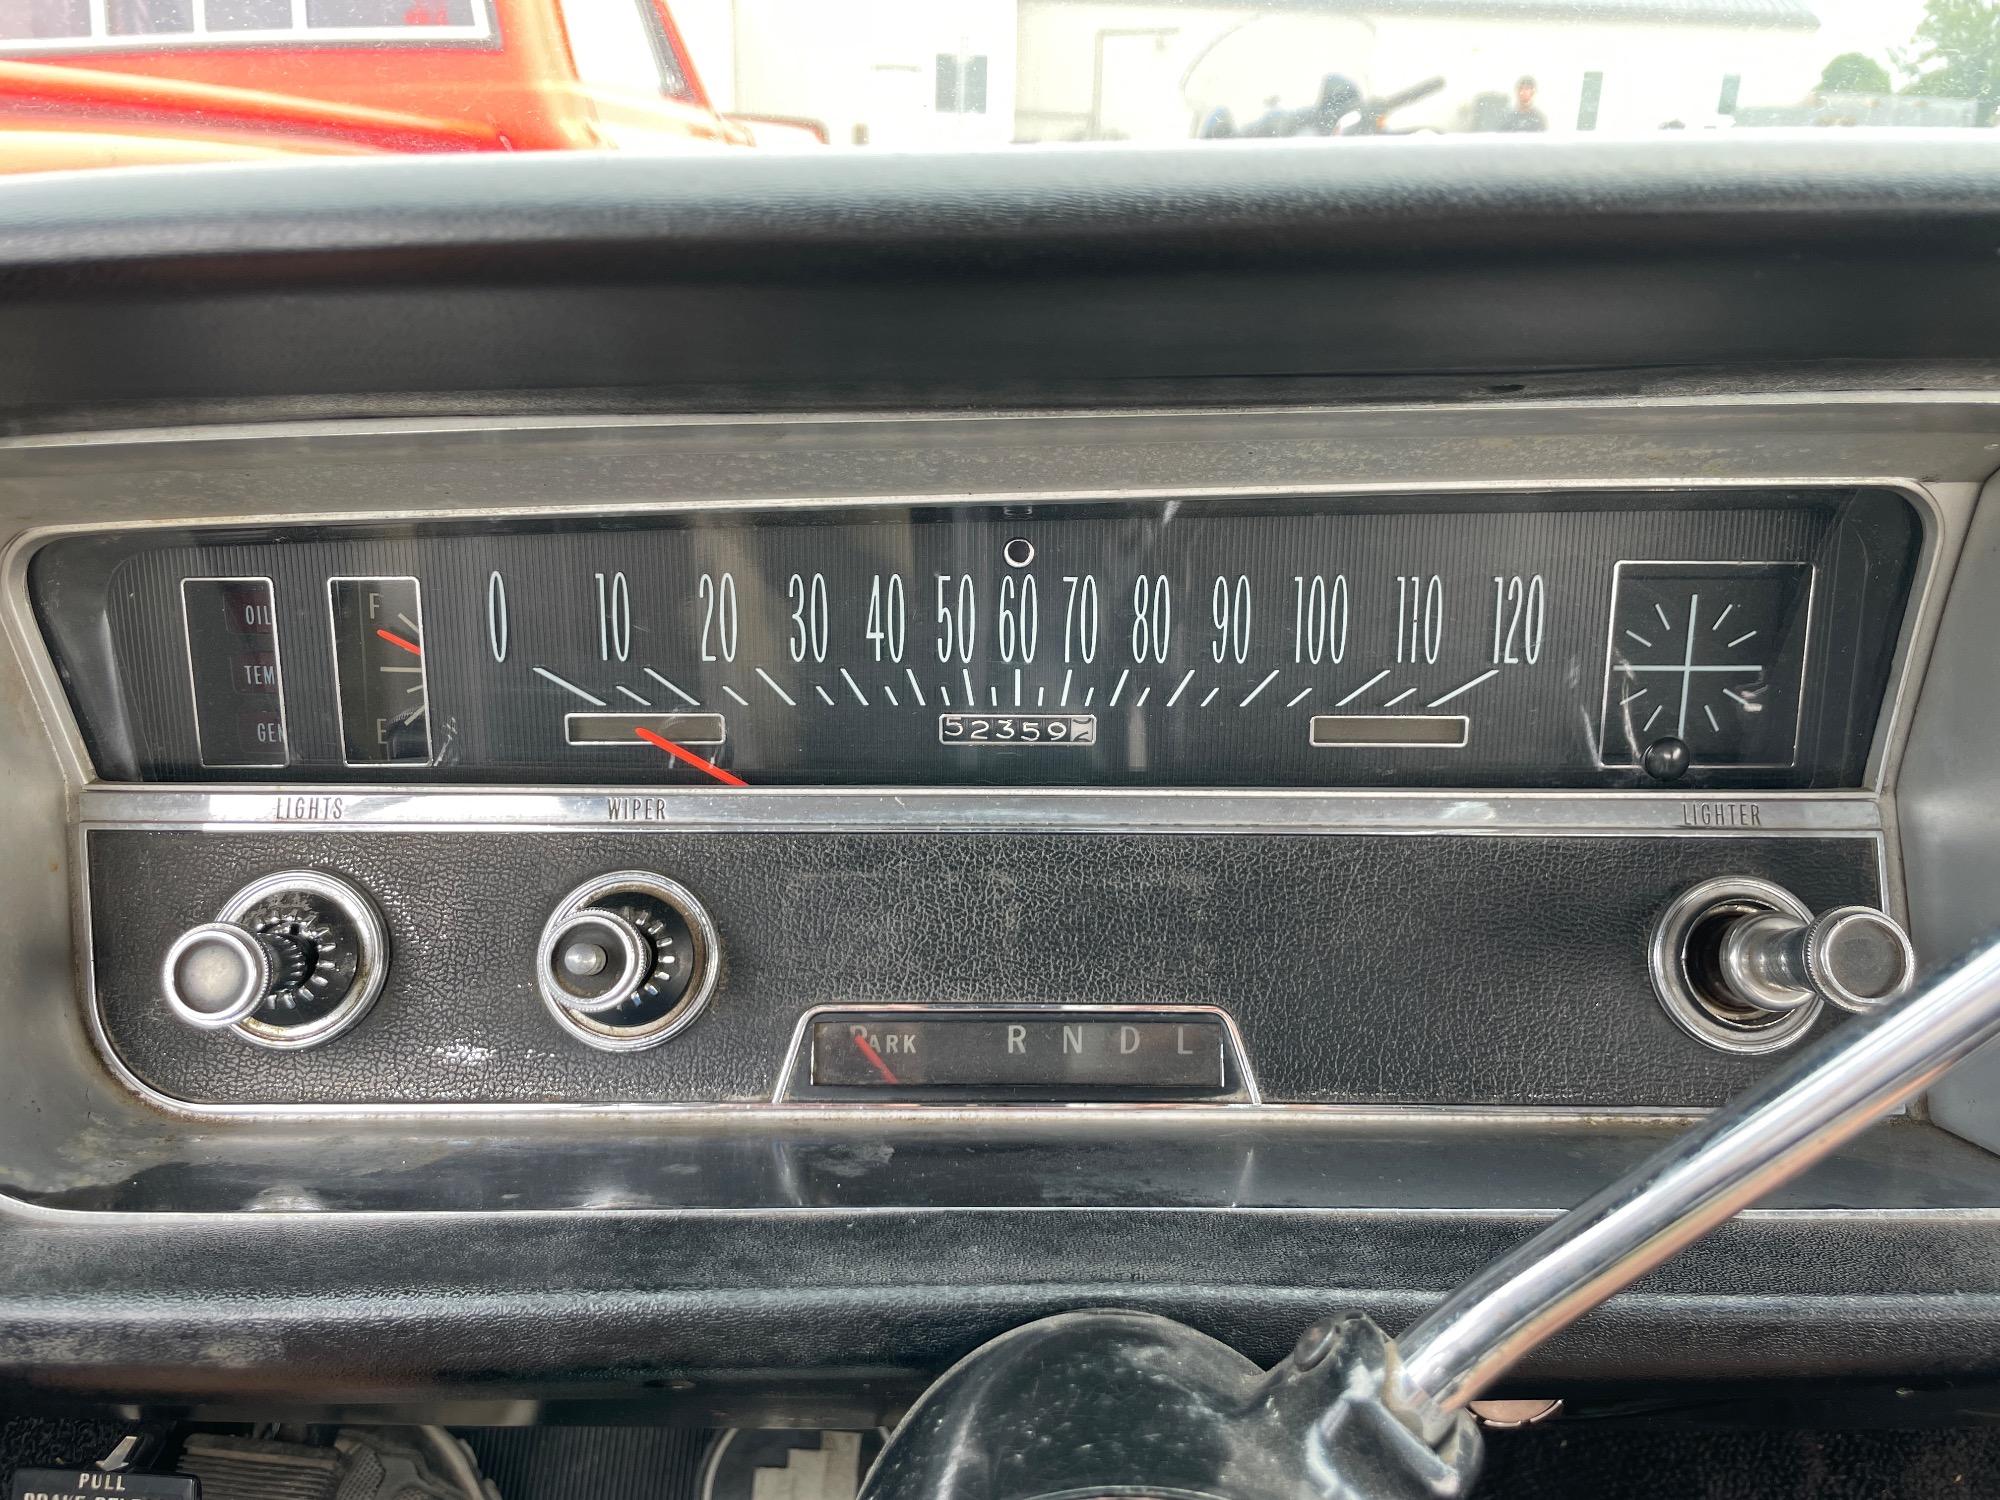 OIL
TEM
GEN
F
E
0 10 20 30 40 50 60 70 80 90 100 110 120
52359
LIGHTS WIPER LIGHTER
PARK R N D L
PULL